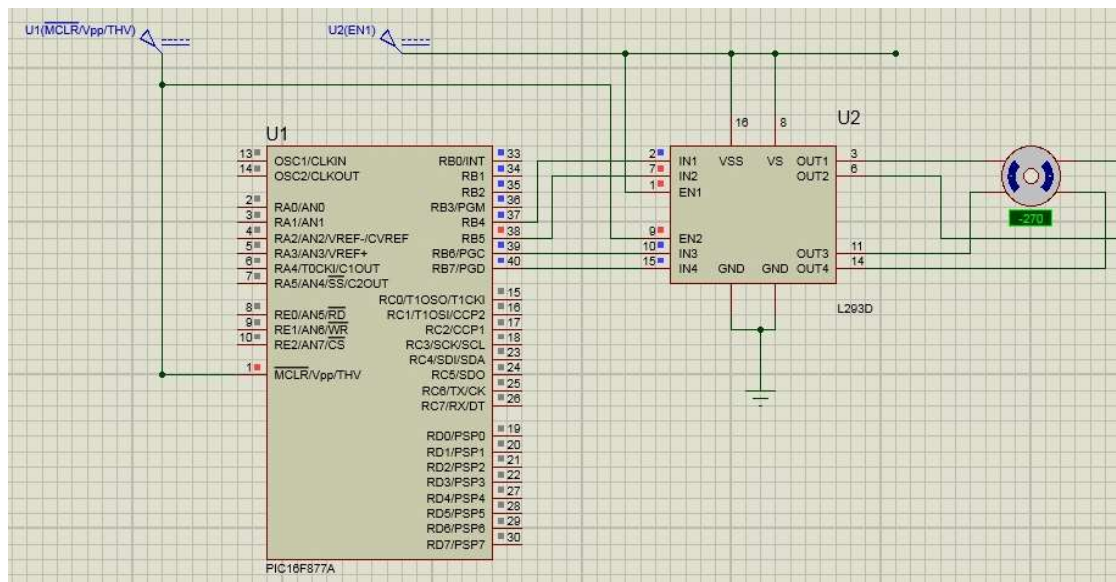 U1(MCLR/Vpp/THV)
U2(EN1)
U1
U2
13 OSC1/CLKIN
14 OSC2/CLKOUT
2 RA0/AN0
3 RA1/AN1
4 RA2/AN2/VREF-/CVREF
5 RA3/AN3/VREF+
6 RA4/T0CKI/C1OUT
7 RA5/AN4/SS/C2OUT
8 RE0/AN5/RD
9 RE1/AN6/WR
10 RE2/AN7/CS
1 MCLR/Vpp/THV
RB0/INT 33
RB1 34
RB2 35
RB3/PGM 36
RB4 37
RB5 38
RB6/PGC 39
RB7/PGD 40
RC0/T1OSO/T1CKI 15
RC1/T1OSI/CCP2 16
RC2/CCP1 17
RC3/SCK/SCL 18
RC4/SDI/SDA 23
RC5/SDO 24
RC6/TX/CK 25
RC7/RX/DT 26
RD0/PSP0 19
RD1/PSP1 20
RD2/PSP2 21
RD3/PSP3 22
RD4/PSP4 27
RD5/PSP5 28
RD6/PSP6 29
RD7/PSP7 30
PIC16F877A
16 8
2 IN1 VSS VS OUT1 3
7 IN2 OUT2 6
1 EN1
9 EN2
10 IN3 OUT3 11
15 IN4 GND GND OUT4 14
L293D
-270